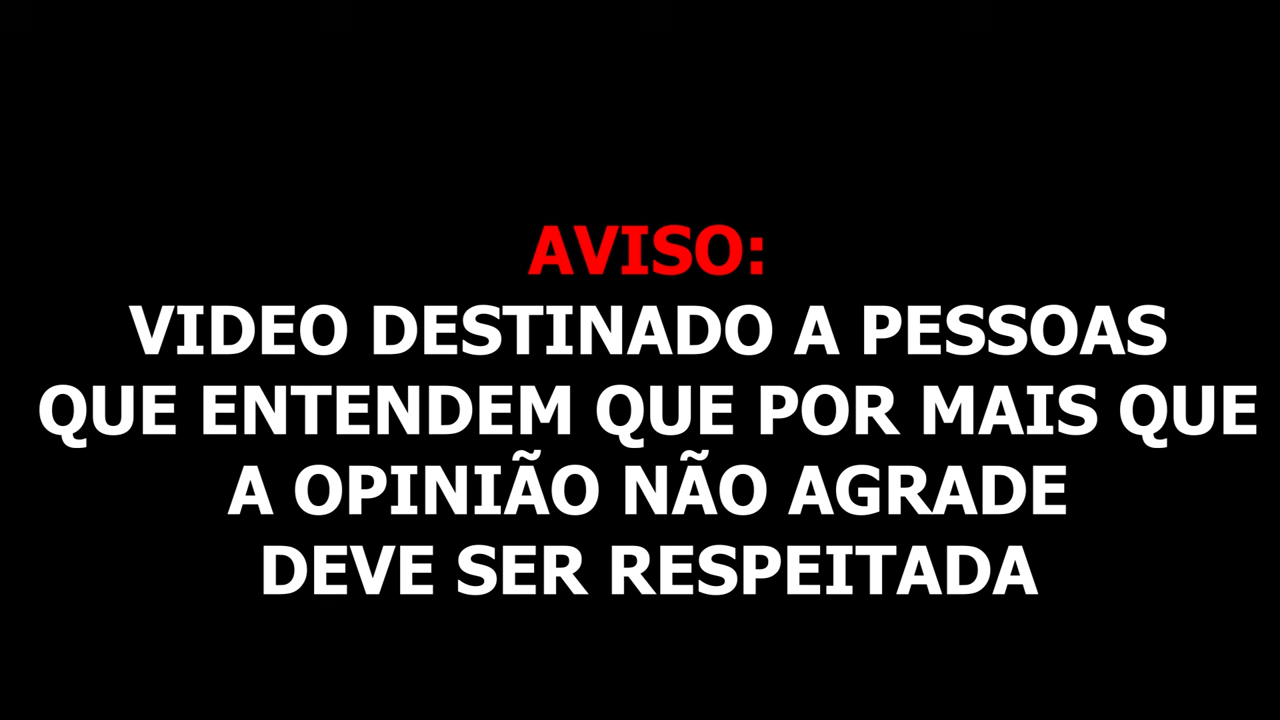 AVISO:
VIDEO DESTINADO A PESSOAS
QUE ENTENDEM QUE POR MAIS QUE
A OPINIÃO NÃO AGRADE
DEVE SER RESPEITADA